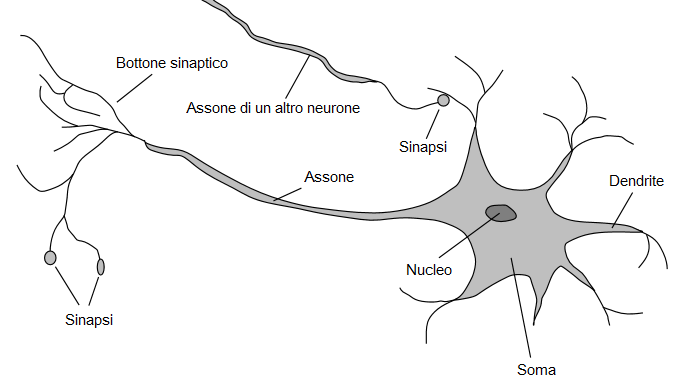 Bottone sinaptico
Assone di un altro neurone
Sinapsi
Assone
Dendrite
Nucleo
Sinapsi
Soma